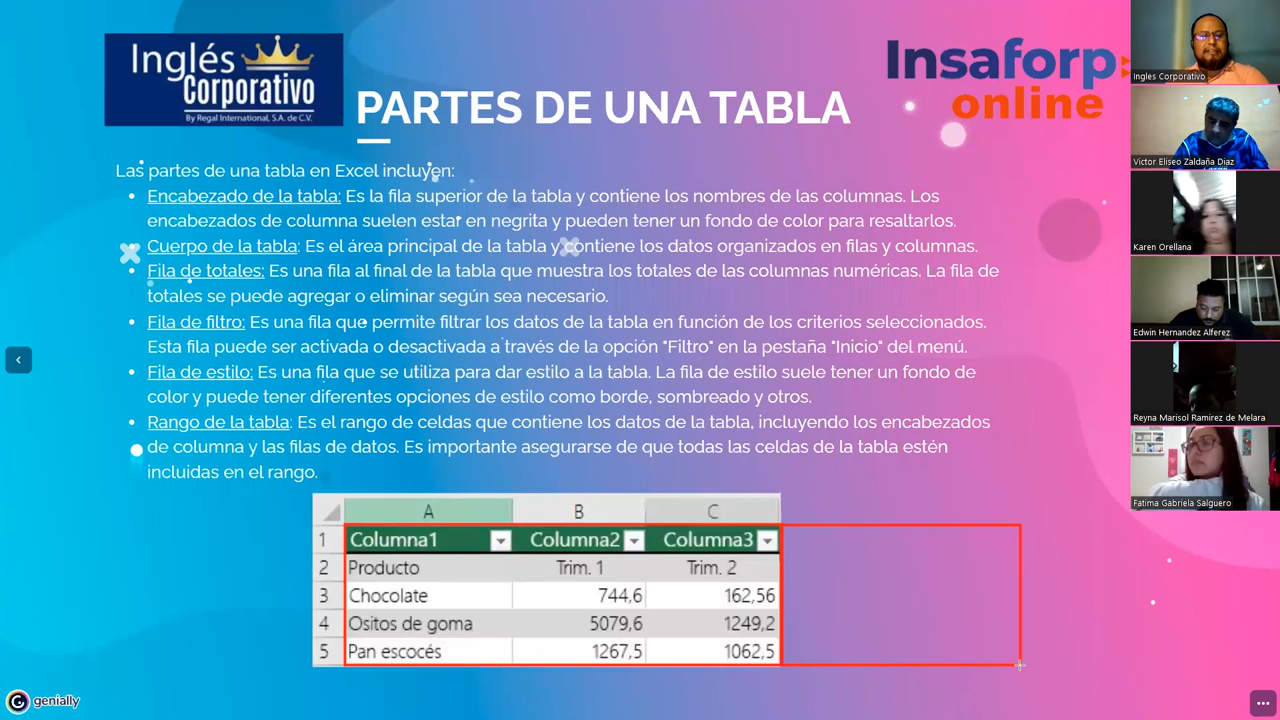 Inglés
Corporativo
By Regal International, S.A. de C.V.
PARTES DE UNA TABLA
Insaforp
online
Las partes de una tabla en Excel incluyen:
• Encabezado de la tabla: Es la fila superior de la tabla y contiene los nombres de las columnas. Los
encabezados de columna suelen estar en negrita y pueden tener un fondo de color para resaltarlos.
• Cuerpo de la tabla: Es el área principal de la tabla y contiene los datos organizados en filas y columnas.
• Fila de totales: Es una fila al final de la tabla que muestra los totales de las columnas numéricas. La fila de
totales se puede agregar o eliminar según sea necesario.
• Fila de filtro: Es una fila que permite filtrar los datos de la tabla en función de los criterios seleccionados.
Esta fila puede ser activada o desactivada a través de la opción "Filtro" en la pestaña "Inicio" del menú.
• Fila de estilo: Es una fila que se utiliza para dar estilo a la tabla. La fila de estilo suele tener un fondo de
color y puede tener diferentes opciones de estilo como borde, sombreado y otros.
• Rango de la tabla: Es el rango de celdas que contiene los datos de la tabla, incluyendo los encabezados
de columna y las filas de datos. Es importante asegurarse de que todas las celdas de la tabla estén
incluidas en el rango.
A B C
1 Columna1 Columna2 Columna3
2 Producto Trim. 1 Trim. 2
3 Chocolate 744,6 162,56
4 Ositos de goma 5079,6 1249,2
5 Pan escocés 1267,5 1062,5
genially
Ingles Corporativo
Victor Eliseo Zaldaña Diaz
Karen Orellana
Edwin Hernandez Alferez
Reyna Marisol Ramirez de Melara
Fatima Gabriela Salguero